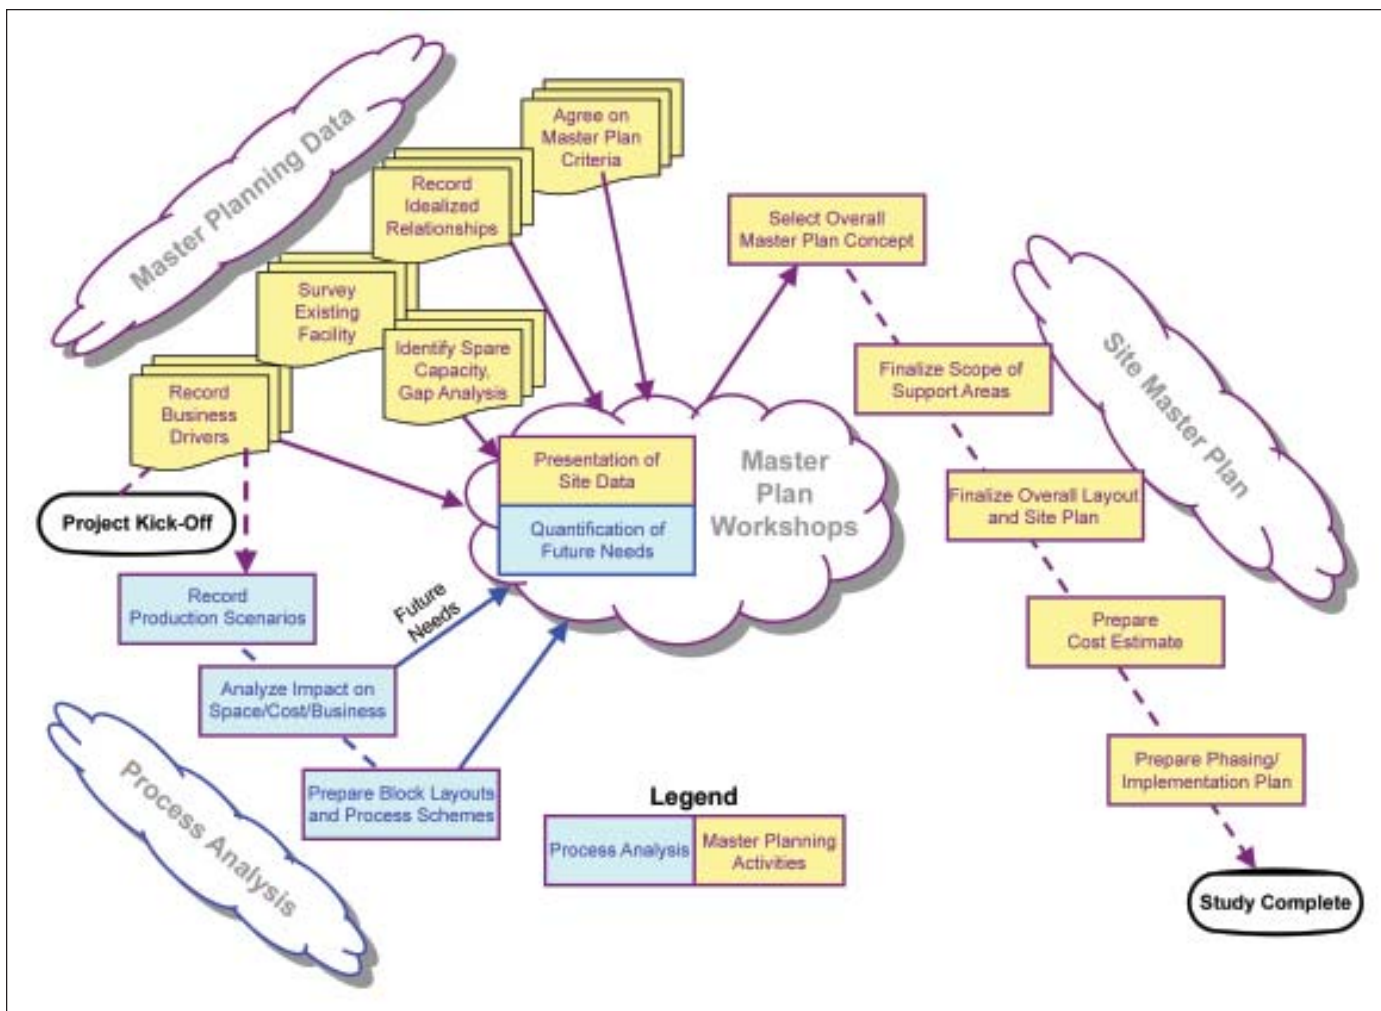 Master Planning Data
Agree on
Master Plan
Criteria
Record
Idealized
Relationships
Survey
Existing
Facility
Identify Spare
Capacity,
Gap Analysis
Record
Business
Drivers
Project Kick-Off
Record
Production Scenarios
Analyze Impact on
Space/Cost/Business
Prepare Block Layouts
and Process Schemes
Process Analysis
Future
Needs
Presentation of
Site Data
Quantification of
Future Needs
Master
Plan
Workshops
Select Overall
Master Plan Concept
Finalize Scope of
Support Areas
Finalize Overall Layout
and Site Plan
Prepare
Cost Estimate
Prepare Phasing/
Implementation Plan
Study Complete
Site Master Plan
Legend
Process Analysis
Master Planning
Activities